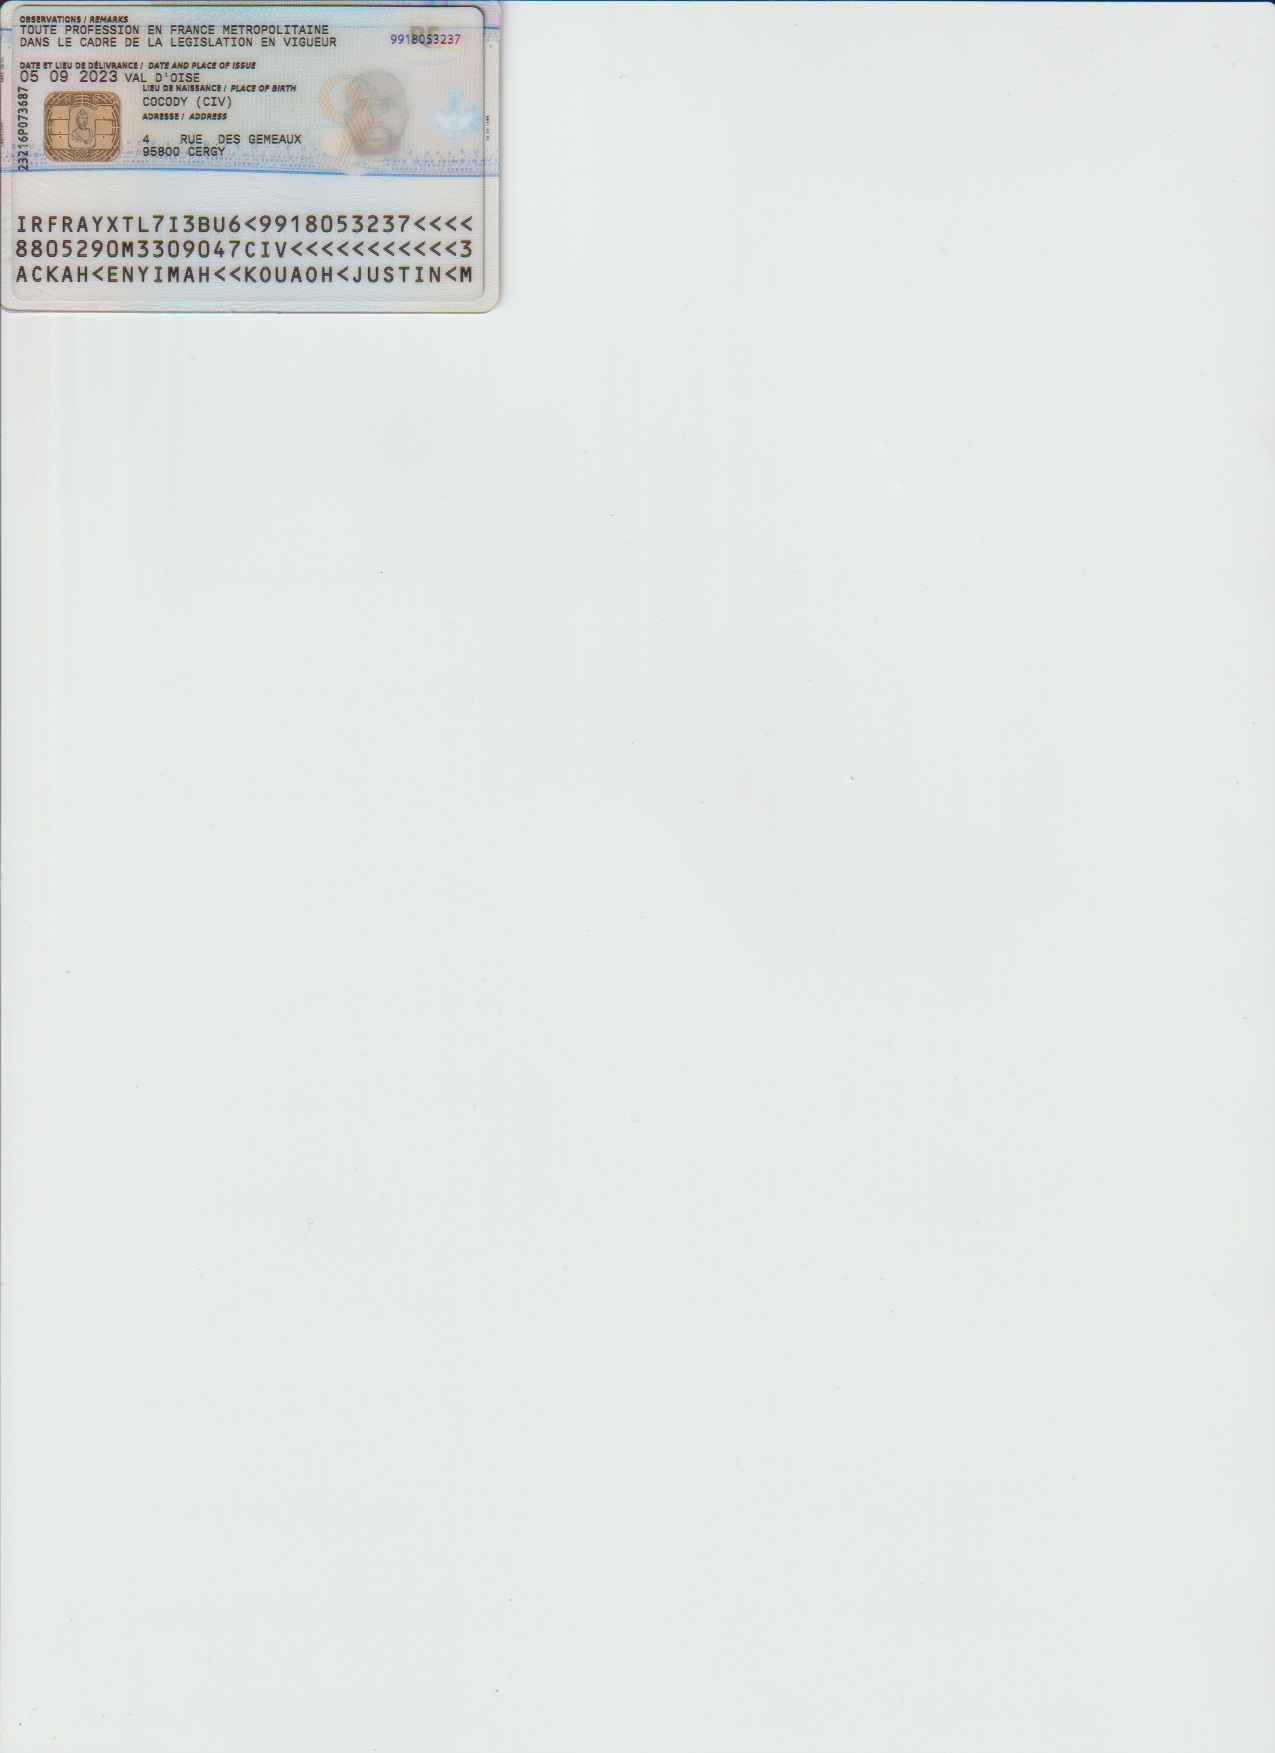 OBSERVATIONS / REMARKS
TOUTE PROFESSION EN FRANCE METROPOLITAINE
DANS LE CADRE DE LA LEGISLATION EN VIGUEUR
9918053237
DATE ET LIEU DE DÉLIVRANCE / DATE AND PLACE OF ISSUE
05 09 2023 VAL D'OISE
LIEU DE NAISSANCE / PLACE OF BIRTH
COCODY (CIV)
ADRESSE / ADDRESS
4 RUE DES GEMEAUX
95800 CERGY
23216P073687
IRFRAYXTL7I3BU6<9918053237<<<<
8805290M3309047CIV<<<<<<<<<<<3
ACKAH<ENYIMAH<<KOUAOH<JUSTIN<M